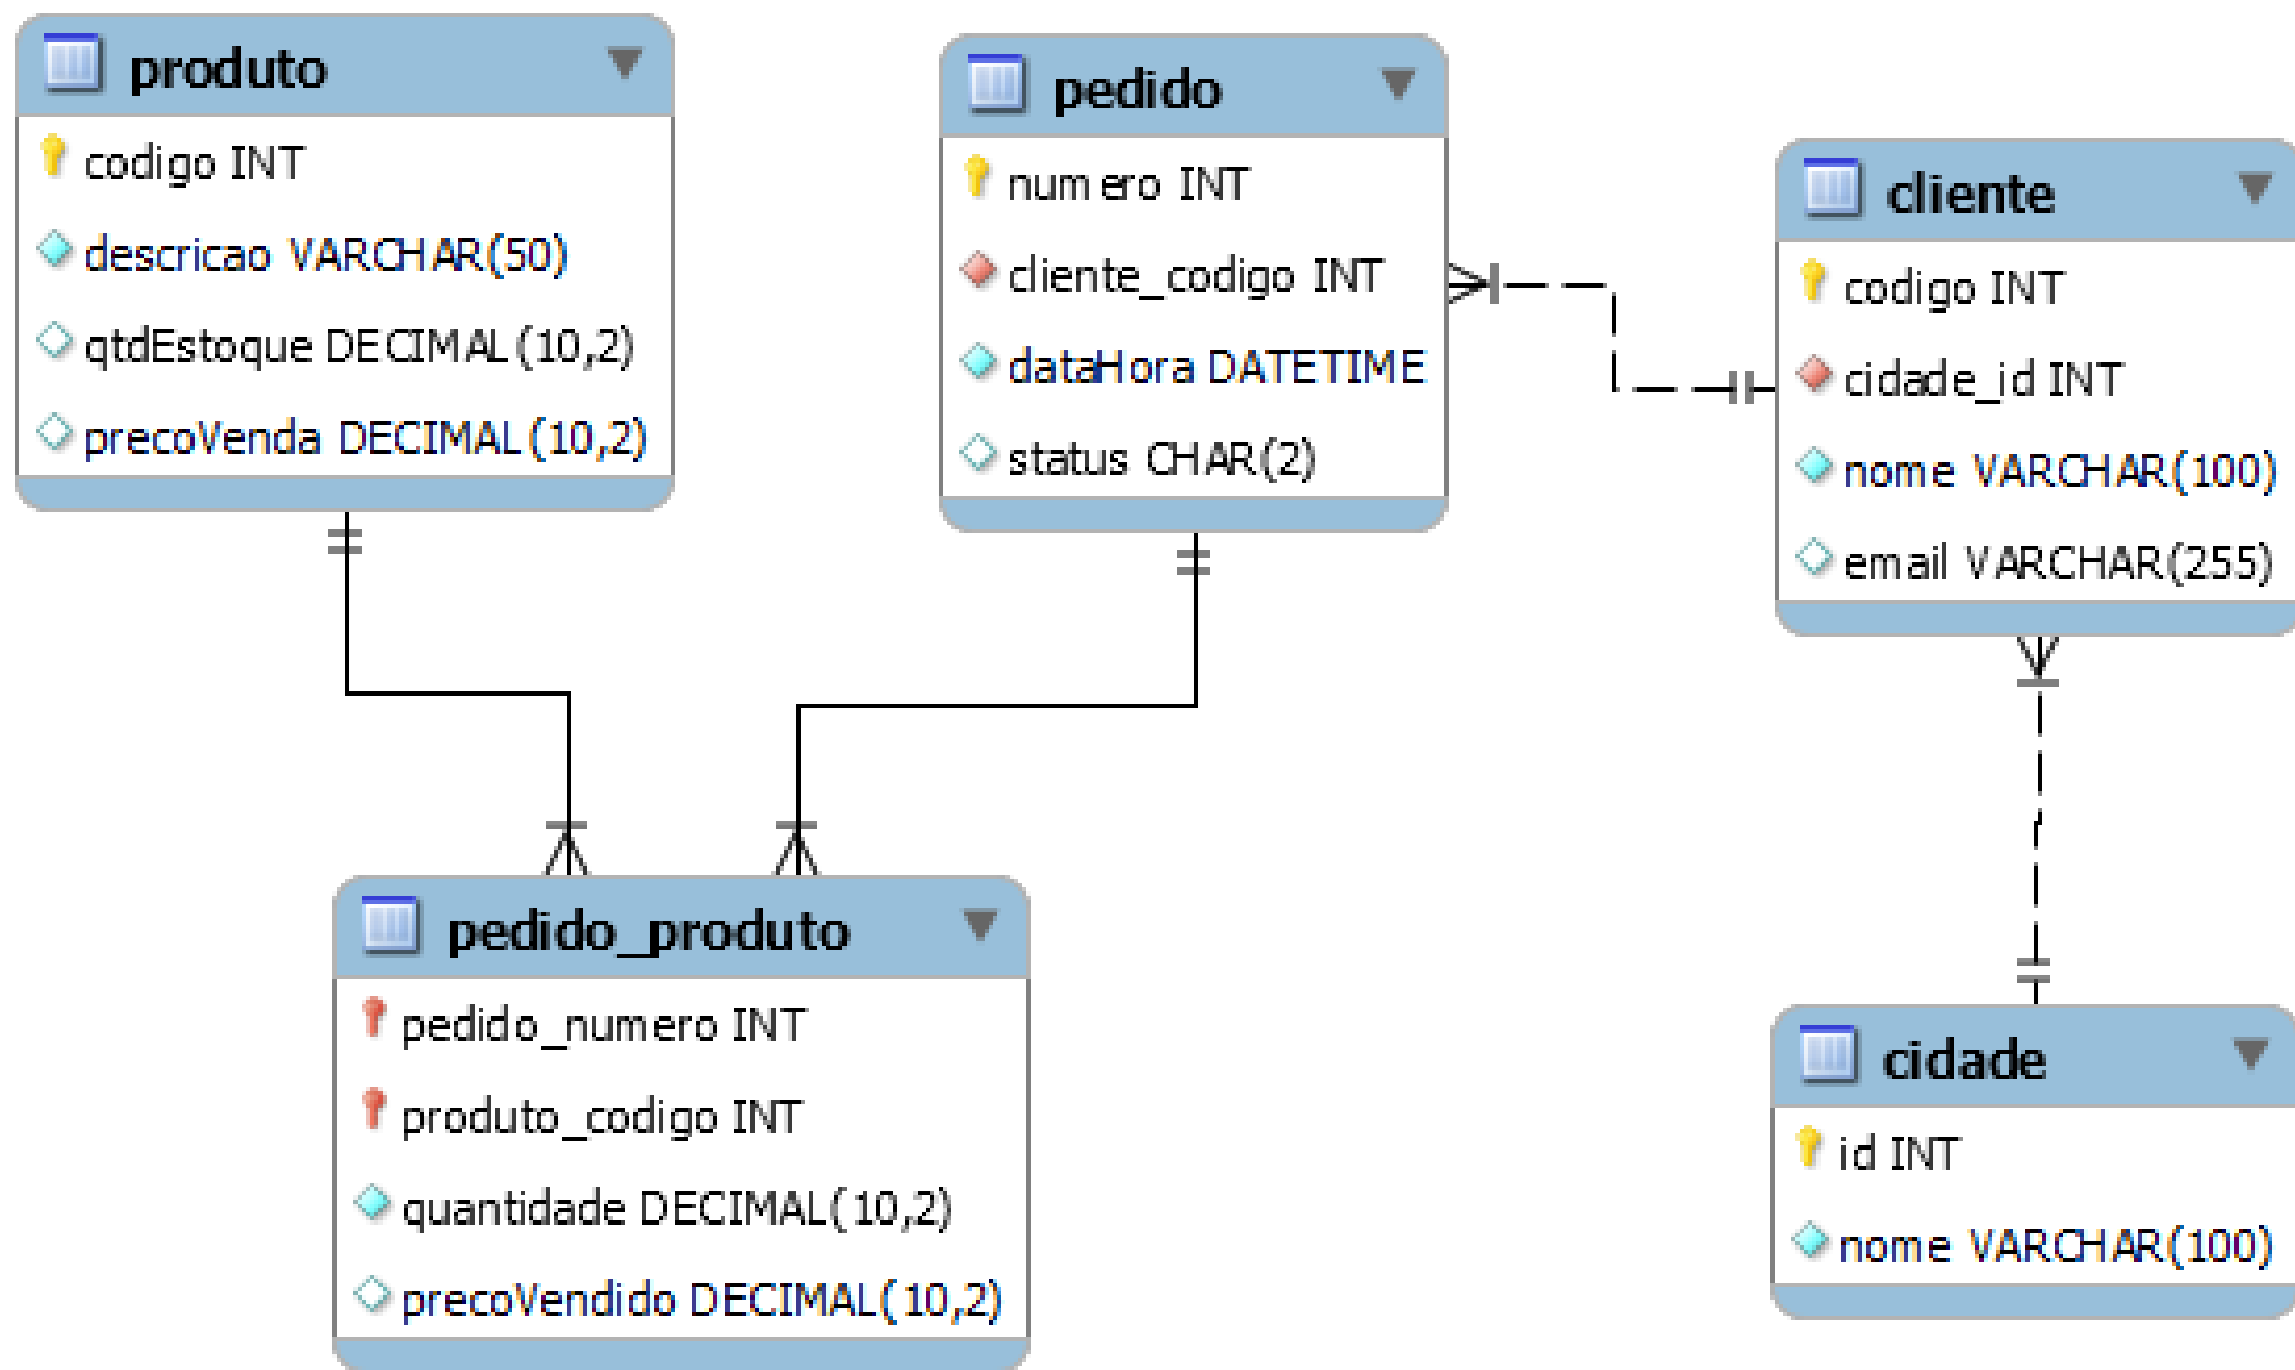 produto
codigo INT
descricao VARCHAR(50)
qtdEstoque DECIMAL(10,2)
precoVenda DECIMAL(10,2)
pedido
numero INT
cliente_codigo INT
dataHora DATETIME
status CHAR(2)
cliente
codigo INT
cidade_id INT
nome VARCHAR(100)
email VARCHAR(255)
pedido_produto
pedido_numero INT
produto_codigo INT
quantidade DECIMAL(10,2)
precoVendido DECIMAL(10,2)
cidade
id INT
nome VARCHAR(100)